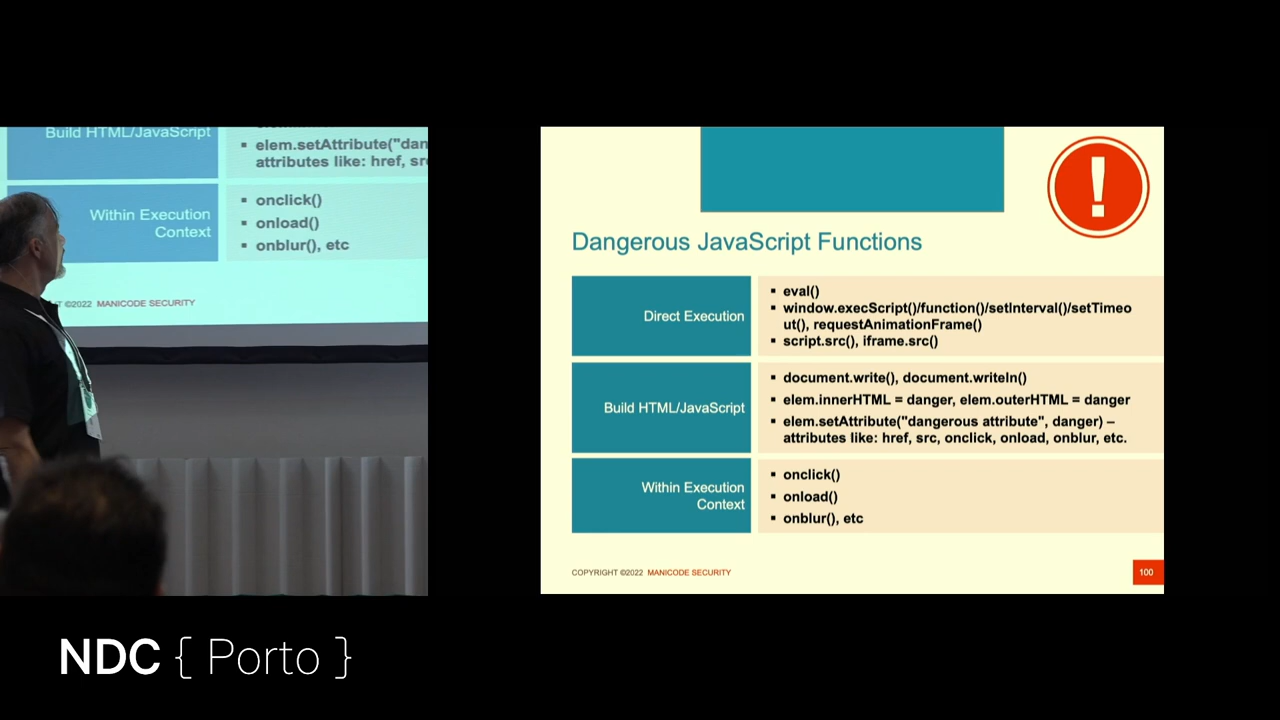 Build HTML/JavaScript
elem.setAttribute("dan
attributes like: href, sr
Within Execution
Context
onclick()
onload()
onblur(), etc
©2022 MANICODE SECURITY
Dangerous JavaScript Functions
Direct Execution
▪ eval()
▪ window.execScript()/function()/setInterval()/setTimeo
ut(), requestAnimationFrame()
▪ script.src(), iframe.src()
Build HTML/JavaScript
▪ document.write(), document.writeln()
▪ elem.innerHTML = danger, elem.outerHTML = danger
▪ elem.setAttribute("dangerous attribute", danger) –
attributes like: href, src, onclick, onload, onblur, etc.
Within Execution
Context
▪ onclick()
▪ onload()
▪ onblur(), etc
COPYRIGHT ©2022 MANICODE SECURITY
100
NDC { Porto }